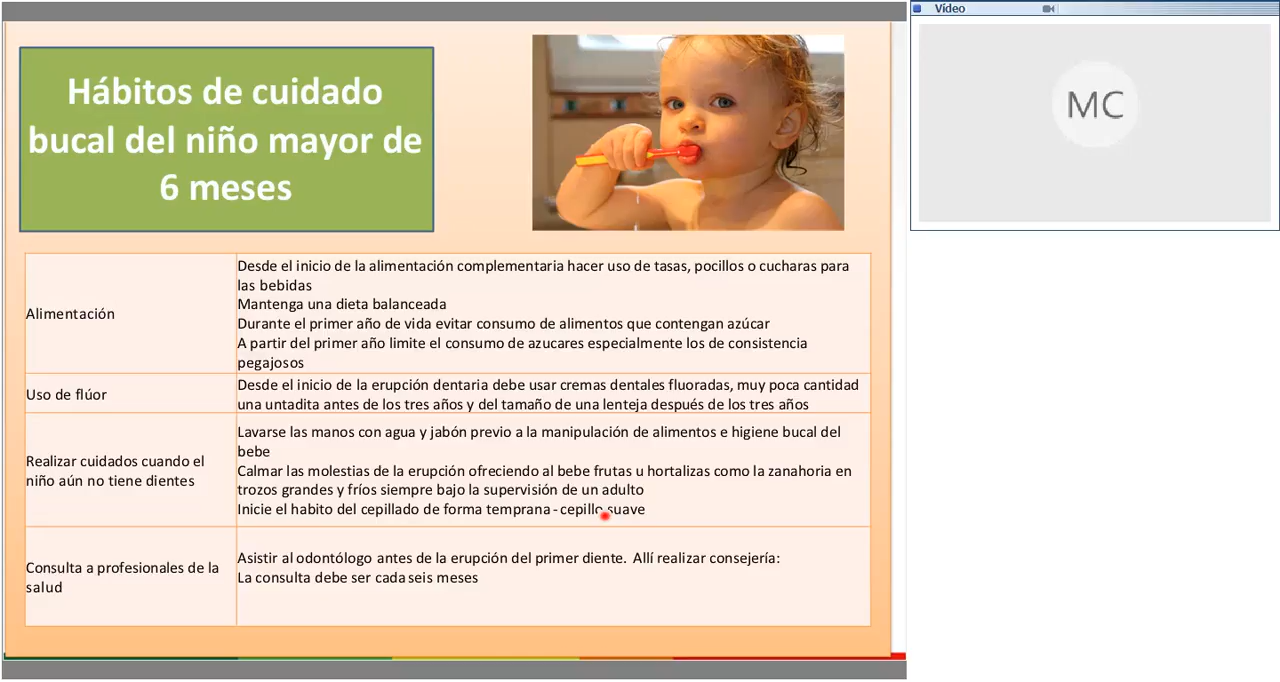 Hábitos de cuidado
bucal del niño mayor de
6 meses
Alimentación
Desde el inicio de la alimentación complementaria hacer uso de tasas, pocillos o cucharas para
las bebidas
Mantenga una dieta balanceada
Durante el primer año de vida evitar consumo de alimentos que contengan azúcar
A partir del primer año limite el consumo de azucares especialmente los de consistencia
pegajosos
Uso de flúor
Desde el inicio de la erupción dentaria debe usar cremas dentales fluoradas, muy poca cantidad
una untadita antes de los tres años y del tamaño de una lenteja después de los tres años
Realizar cuidados cuando el
niño aún no tiene dientes
Lavarse las manos con agua y jabón previo a la manipulación de alimentos e higiene bucal del
bebe
Calmar las molestias de la erupción ofreciendo al bebe frutas u hortalizas como la zanahoria en
trozos grandes y fríos siempre bajo la supervisión de un adulto
Inicie el habito del cepillado de forma temprana - cepillo suave
Consulta a profesionales de la
salud
Asistir al odontólogo antes de la erupción del primer diente. Allí realizar consejería:
La consulta debe ser cada seis meses
Vídeo
MC